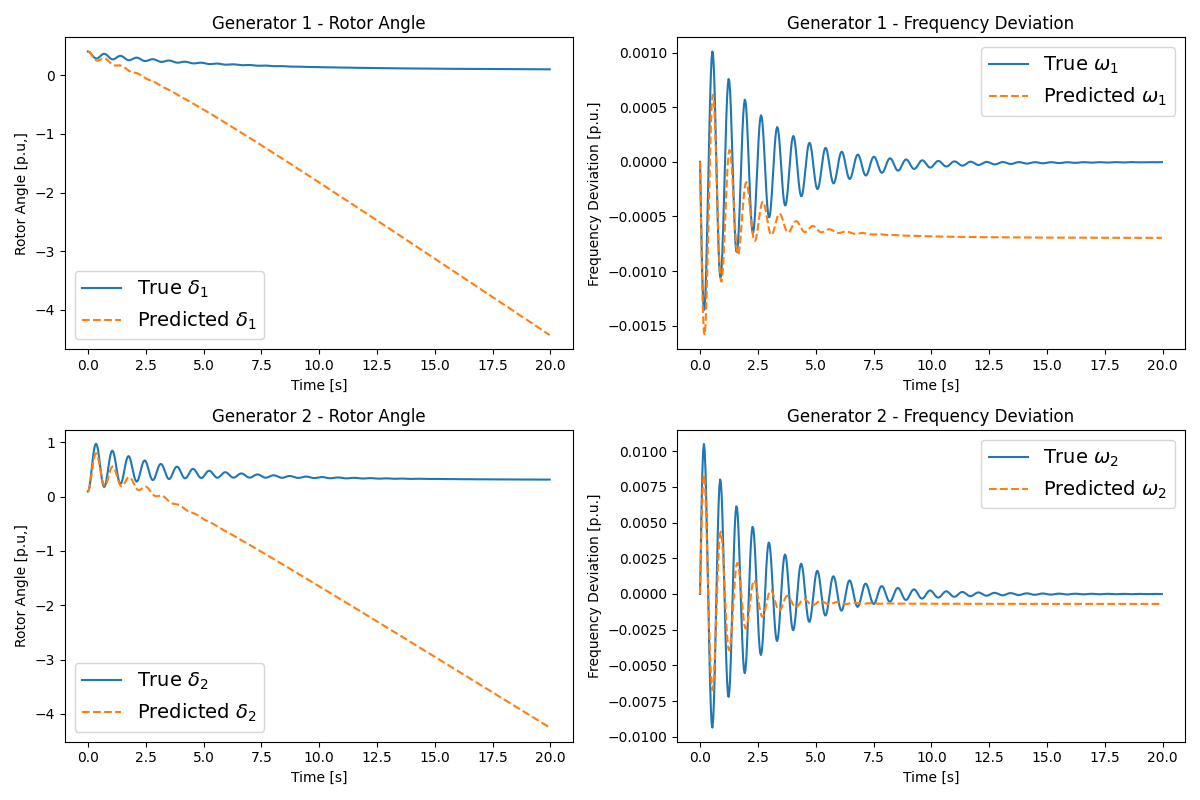 Generator 1 - Rotor Angle
Rotor Angle [p.u,]
0
−1
−2
−3
−4
True δ₁
Predicted δ₁
0.0 2.5 5.0 7.5 10.0 12.5 15.0 17.5 20.0
Time [s]
Generator 1 - Frequency Deviation
Frequency Deviation [p.u.]
0.0010
0.0005
0.0000
−0.0005
−0.0010
−0.0015
True ω₁
Predicted ω₁
0.0 2.5 5.0 7.5 10.0 12.5 15.0 17.5 20.0
Time [s]
Generator 2 - Rotor Angle
Rotor Angle [p.u,]
1
0
−1
−2
−3
−4
True δ₂
Predicted δ₂
0.0 2.5 5.0 7.5 10.0 12.5 15.0 17.5 20.0
Time [s]
Generator 2 - Frequency Deviation
Frequency Deviation [p.u.]
0.0100
0.0075
0.0050
0.0025
0.0000
−0.0025
−0.0050
−0.0075
−0.0100
True ω₂
Predicted ω₂
0.0 2.5 5.0 7.5 10.0 12.5 15.0 17.5 20.0
Time [s]